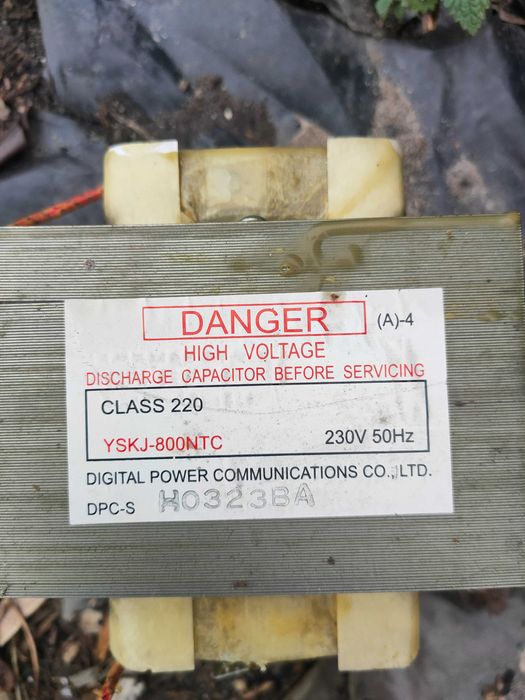 DANGER (A)-4
HIGH VOLTAGE
DISCHARGE CAPACITOR BEFORE SERVICING
CLASS 220
YSKJ-800NTC 230V 50Hz
DIGITAL POWER COMMUNICATIONS CO.,LTD.
DPC-S H0323BA